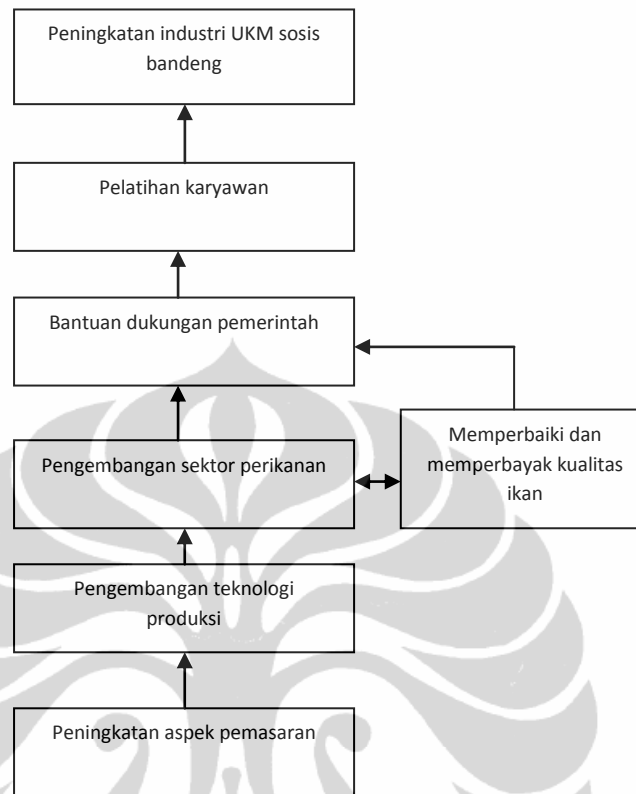 Peningkatan industri UKM sosis
bandeng
Pelatihan karyawan
Bantuan dukungan pemerintah
Pengembangan sektor perikanan
Memperbaiki dan
memperbayak kualitas
ikan
Pengembangan teknologi
produksi
Peningkatan aspek pemasaran